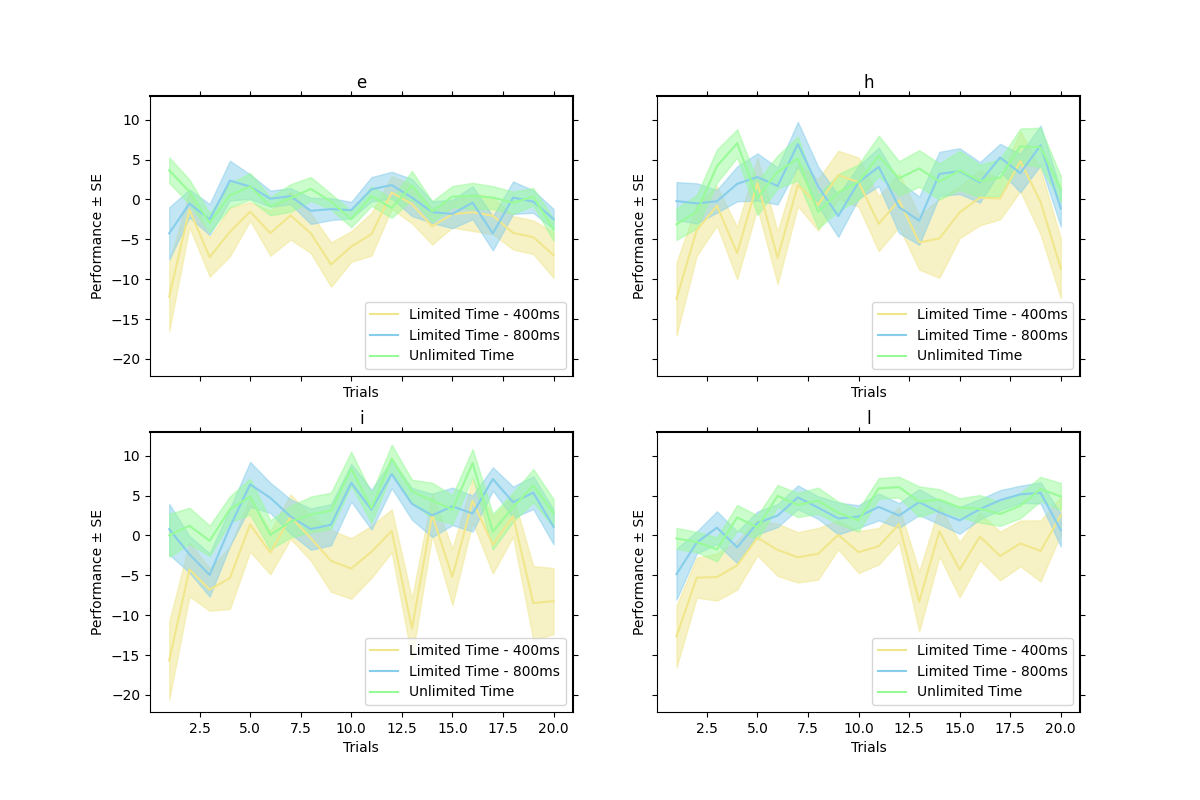 e
h
10
5
0
−5
−10
−15
−20
Performance ± SE
Performance ± SE
Limited Time - 400ms
Limited Time - 800ms
Unlimited Time
Limited Time - 400ms
Limited Time - 800ms
Unlimited Time
Trials
Trials
i
l
10
5
0
−5
−10
−15
−20
Performance ± SE
Performance ± SE
Limited Time - 400ms
Limited Time - 800ms
Unlimited Time
Limited Time - 400ms
Limited Time - 800ms
Unlimited Time
2.5 5.0 7.5 10.0 12.5 15.0 17.5 20.0
2.5 5.0 7.5 10.0 12.5 15.0 17.5 20.0
Trials
Trials